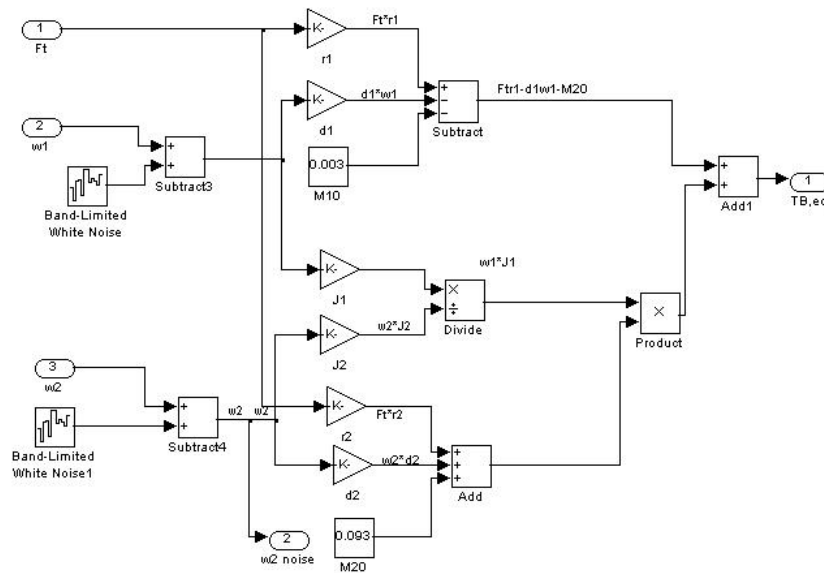 1
Ft
K-
r1
Ft*r1
2
w1
+
+
Subtract3
Band-Limited
White Noise
K-
d1
d1*w1
0.003
M10
+
−
−
Subtract
Ftr1-d1w1-M20
+
+
Add1
1
K-
J1
w1*J1
×
÷
Divide
K-
J2
w2*J2
×
Product
3
w2
+
+
Subtract4
Band-Limited
White Noise1
w2
w2
K-
r2
Ft*r2
K-
d2
w2*d2
+
+
+
Add
0.093
M20
2
w2 noise